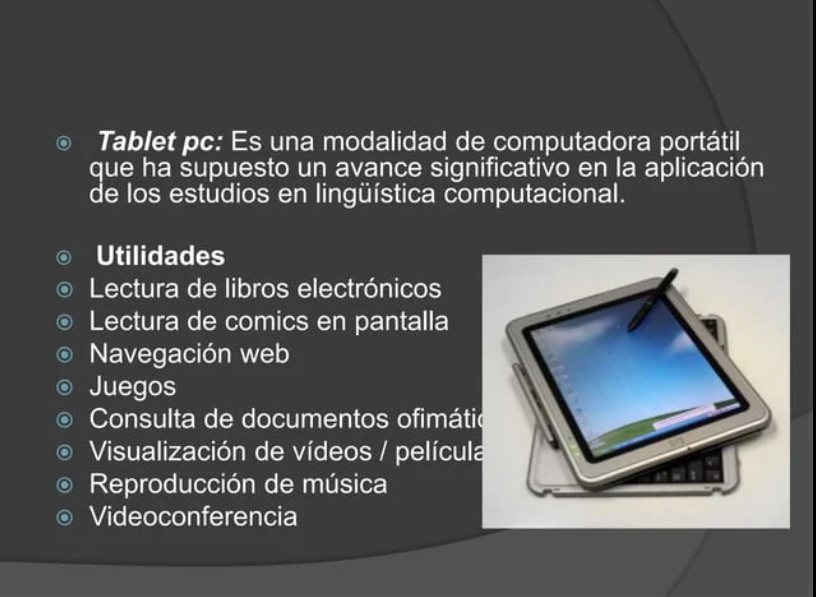 Tablet pc: Es una modalidad de computadora portátil
que ha supuesto un avance significativo en la aplicación
de los estudios en lingüística computacional.
Utilidades
Lectura de libros electrónicos
Lectura de comics en pantalla
Navegación web
Juegos
Consulta de documentos
Visualización de vídeos /
Reproducción de música
Videoconferencia